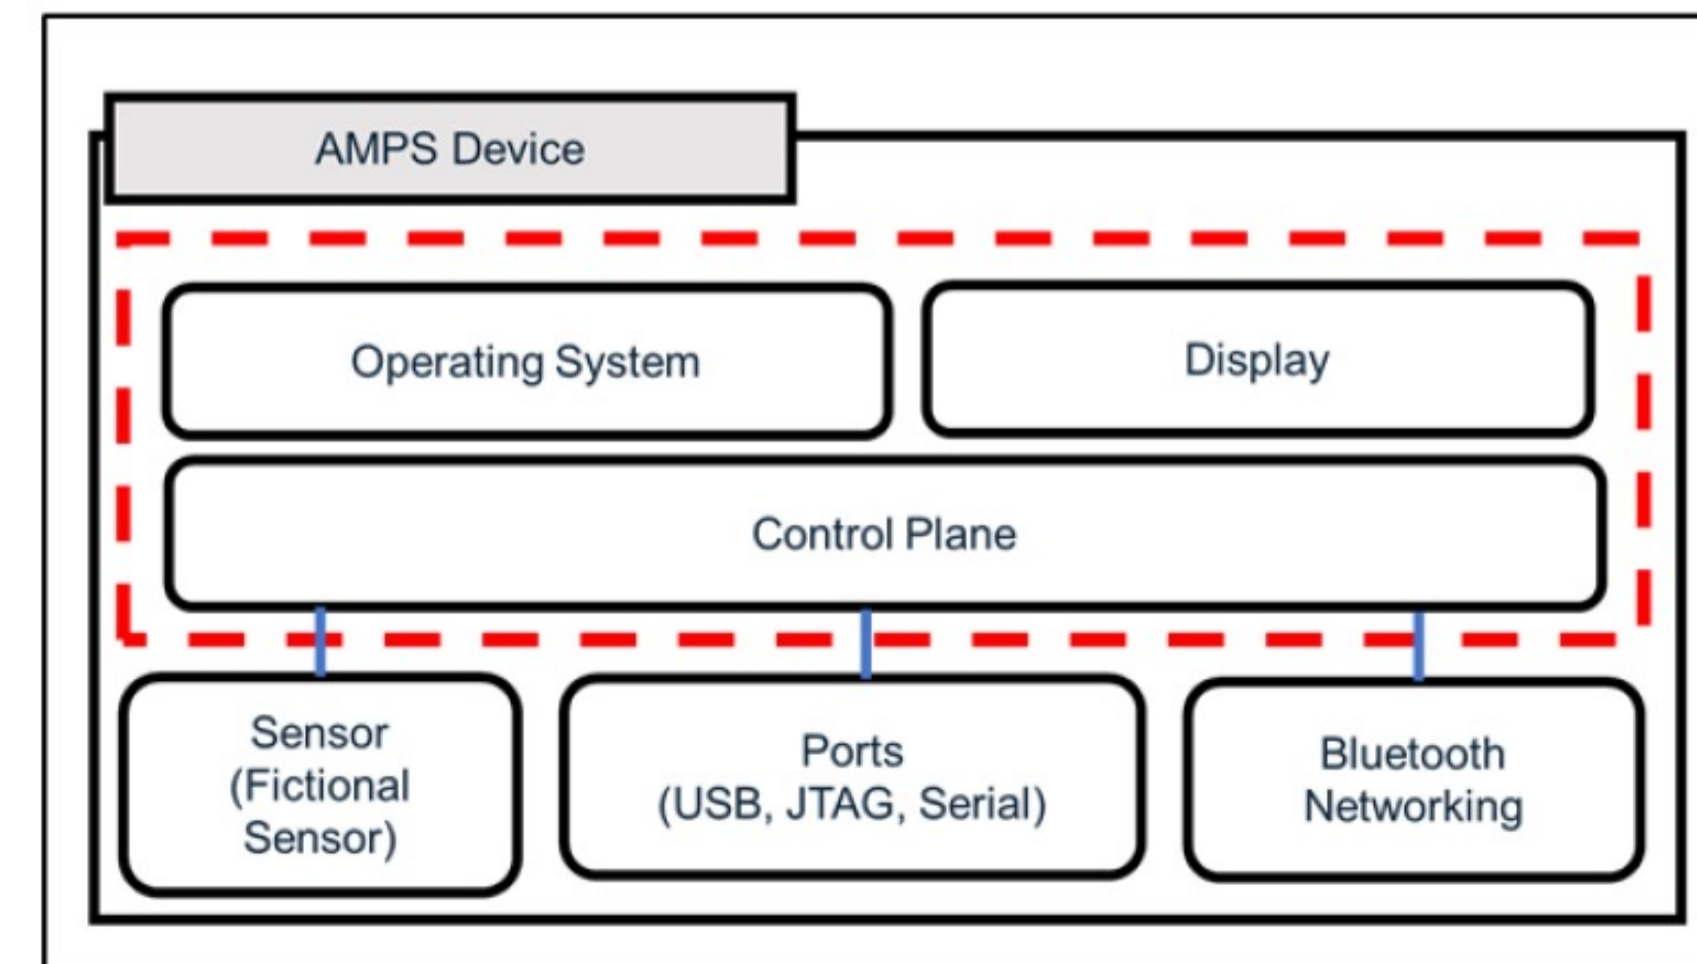 AMPS Device
Operating System
Display
Control Plane
Sensor
(Fictional
Sensor)
Ports
(USB, JTAG, Serial)
Bluetooth
Networking